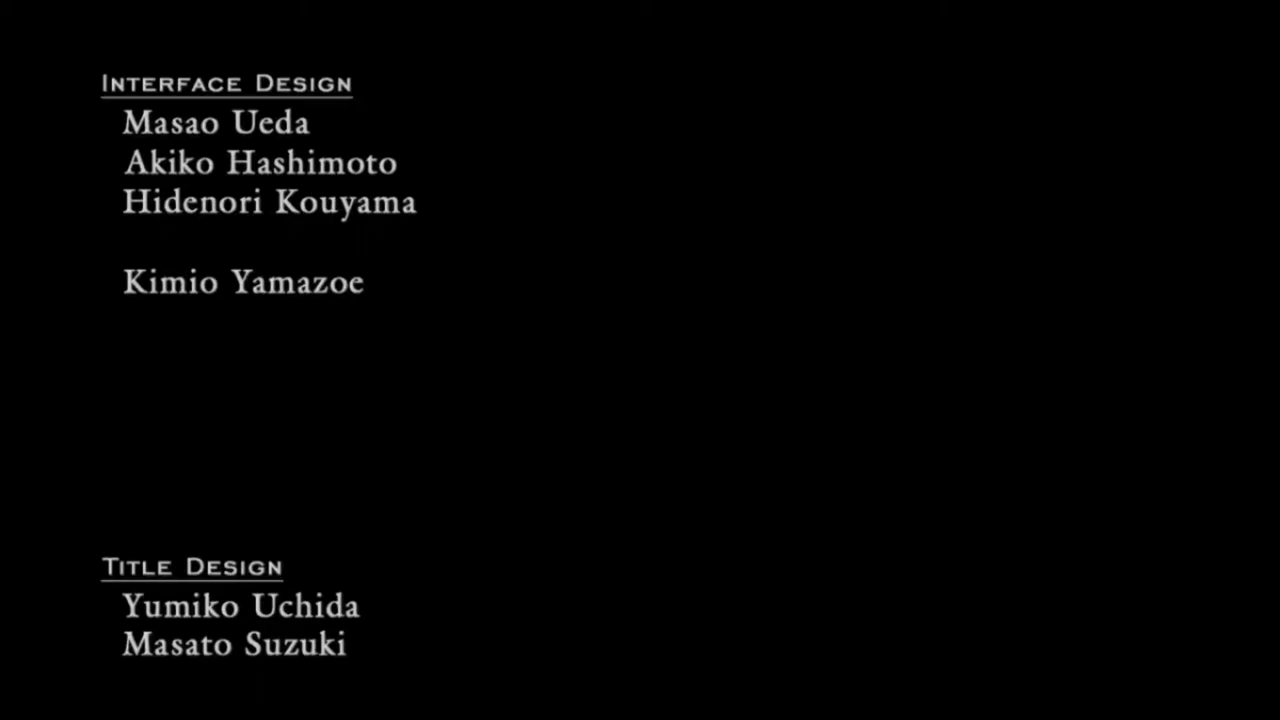 Interface Design
Masao Ueda
Akiko Hashimoto
Hidenori Kouyama
Kimio Yamazoe
Title Design
Yumiko Uchida
Masato Suzuki